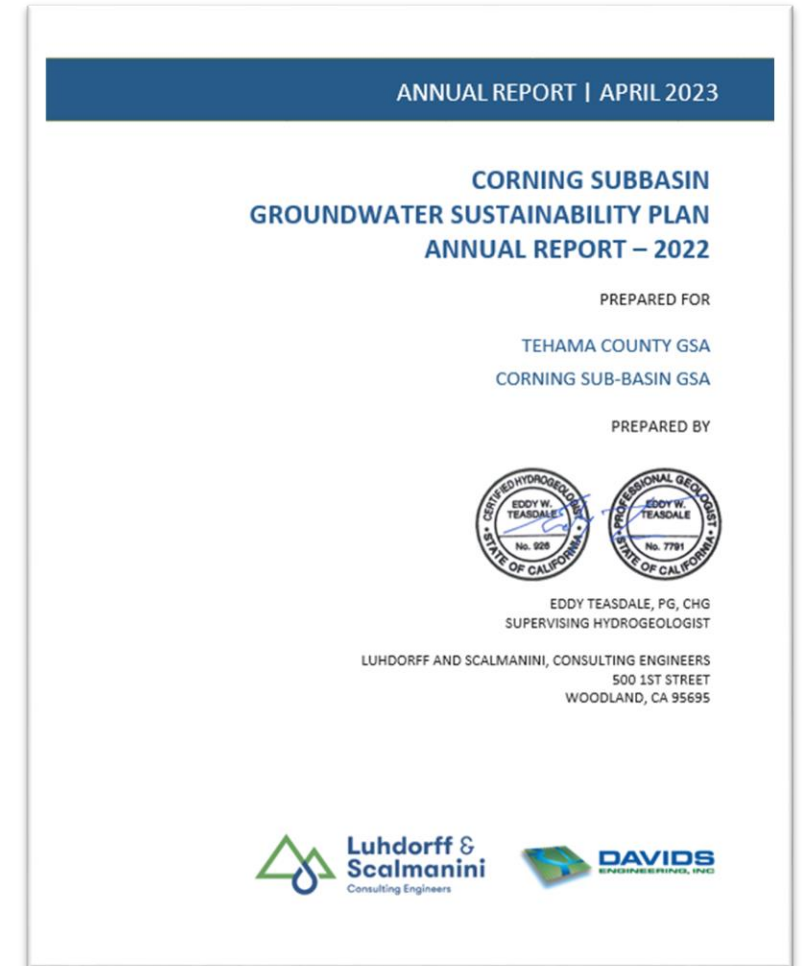 ANNUAL REPORT | APRIL 2023
CORNING SUBBASIN
GROUNDWATER SUSTAINABILITY PLAN
ANNUAL REPORT – 2022
PREPARED FOR
TEHAMA COUNTY GSA
CORNING SUB-BASIN GSA
PREPARED BY
CERTIFIED HYDROGEOLOGIST
EDDY W.
TEASDALE
No. 926
STATE OF CALIFORNIA
PROFESSIONAL GEOLOGIST
EDDY W.
TEASDALE
No. 7791
STATE OF CALIFORNIA
EDDY TEASDALE, PG, CHG
SUPERVISING HYDROGEOLOGIST
LUHDORFF AND SCALMANINI, CONSULTING ENGINEERS
500 1ST STREET
WOODLAND, CA 95695
Luhdorff &
Scalmanini
Consulting Engineers
DAVIDS
ENGINEERING, INC